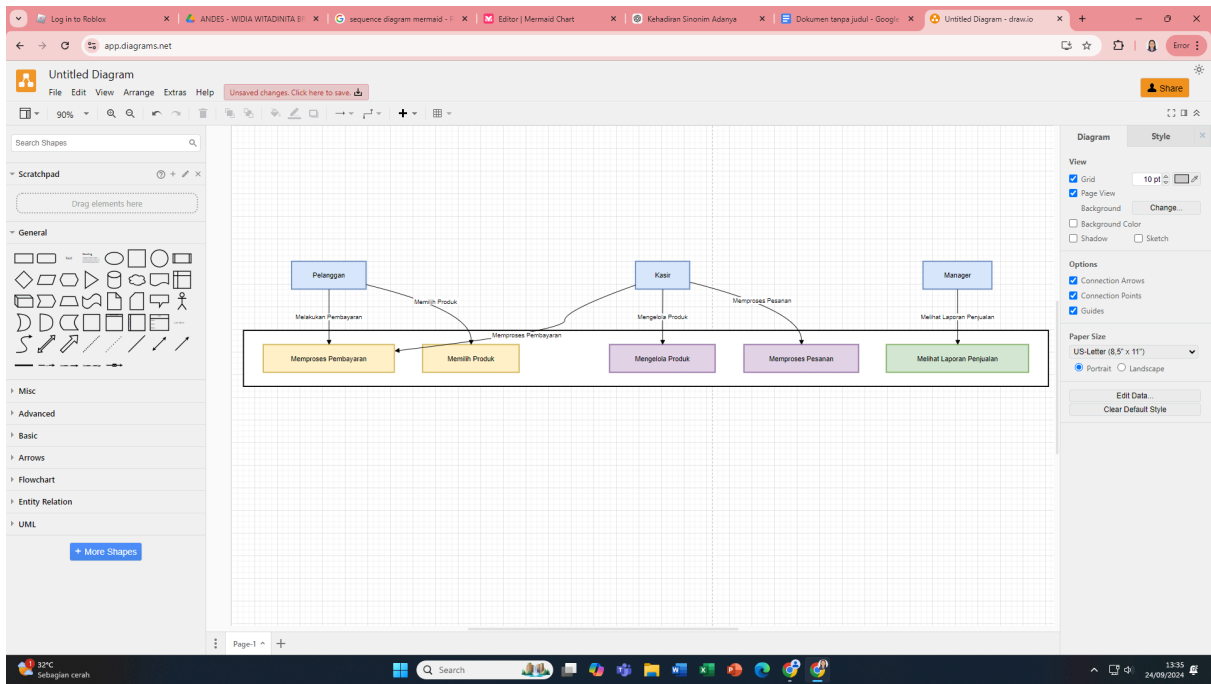 Log in to Roblox
ANDES - WIDIA WITADINITA BI
sequence diagram mermaid - P
Editor | Mermaid Chart
Kehadiran Sinonim Adanya
Dokumen tanpa judul - Google
Untitled Diagram - draw.io
app.diagrams.net
Error
Untitled Diagram
File Edit View Arrange Extras Help
Unsaved changes. Click here to save.
Share
90%
Search Shapes
Scratchpad
Drag elements here
General
Misc
Advanced
Basic
Arrows
Flowchart
Entity Relation
UML
+ More Shapes
Pelanggan
Kasir
Manager
Memilih Produk
Memproses Pesanan
Melakukan Pembayaran
Mengelola Produk
Melihat Laporan Penjualan
Memproses Pembayaran
Memproses Pembayaran
Memilih Produk
Mengelola Produk
Memproses Pesanan
Melihat Laporan Penjualan
Diagram
Style
View
Grid
10 pt
Page View
Background
Change...
Background Color
Shadow
Sketch
Options
Connection Arrows
Connection Points
Guides
Paper Size
US-Letter (8,5" x 11")
Portrait
Landscape
Edit Data...
Clear Default Style
Page-1
1
32°C
Sebagian cerah
Search
13:35
24/09/2024